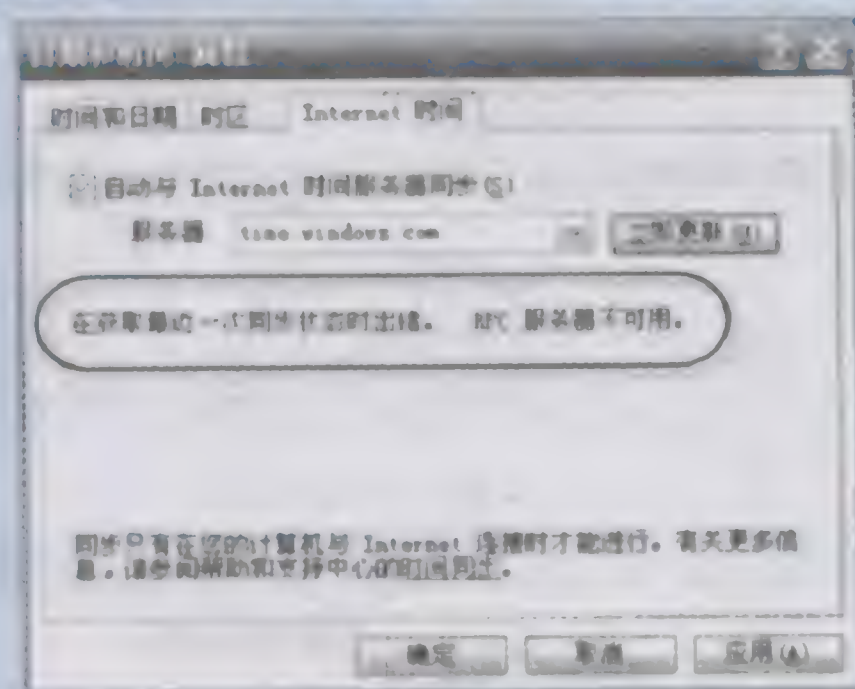 时间和日期 时区 Internet 时间
自动与 Internet 时间服务器同步(S)
服务器 time windows com 更新
在获取最近一次同步状态时出错。 RPC 服务器不可用。
同步只有在您的计算机与 Internet 连接时才能进行。有关更多信
息，请参阅帮助和支持中心的时间同步。
确定 取消 应用(A)